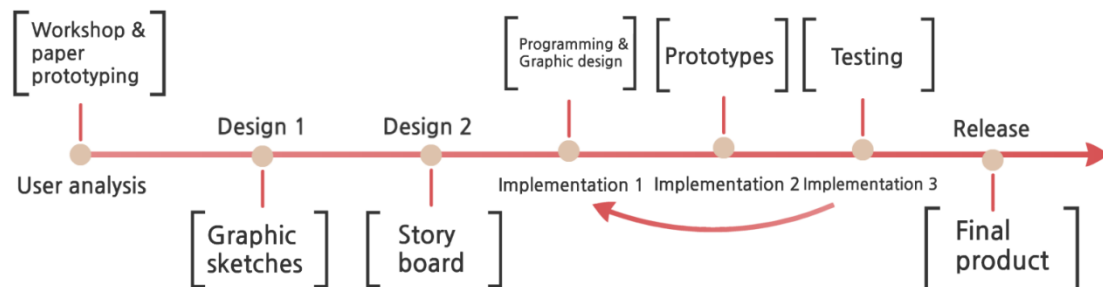 Workshop &
paper
prototyping
Programming &
Graphic design
Prototypes
Testing
Design 1
Design 2
Release
User analysis
Implementation 1
Implementation 2
Implementation 3
Graphic
sketches
Story
board
Final
product